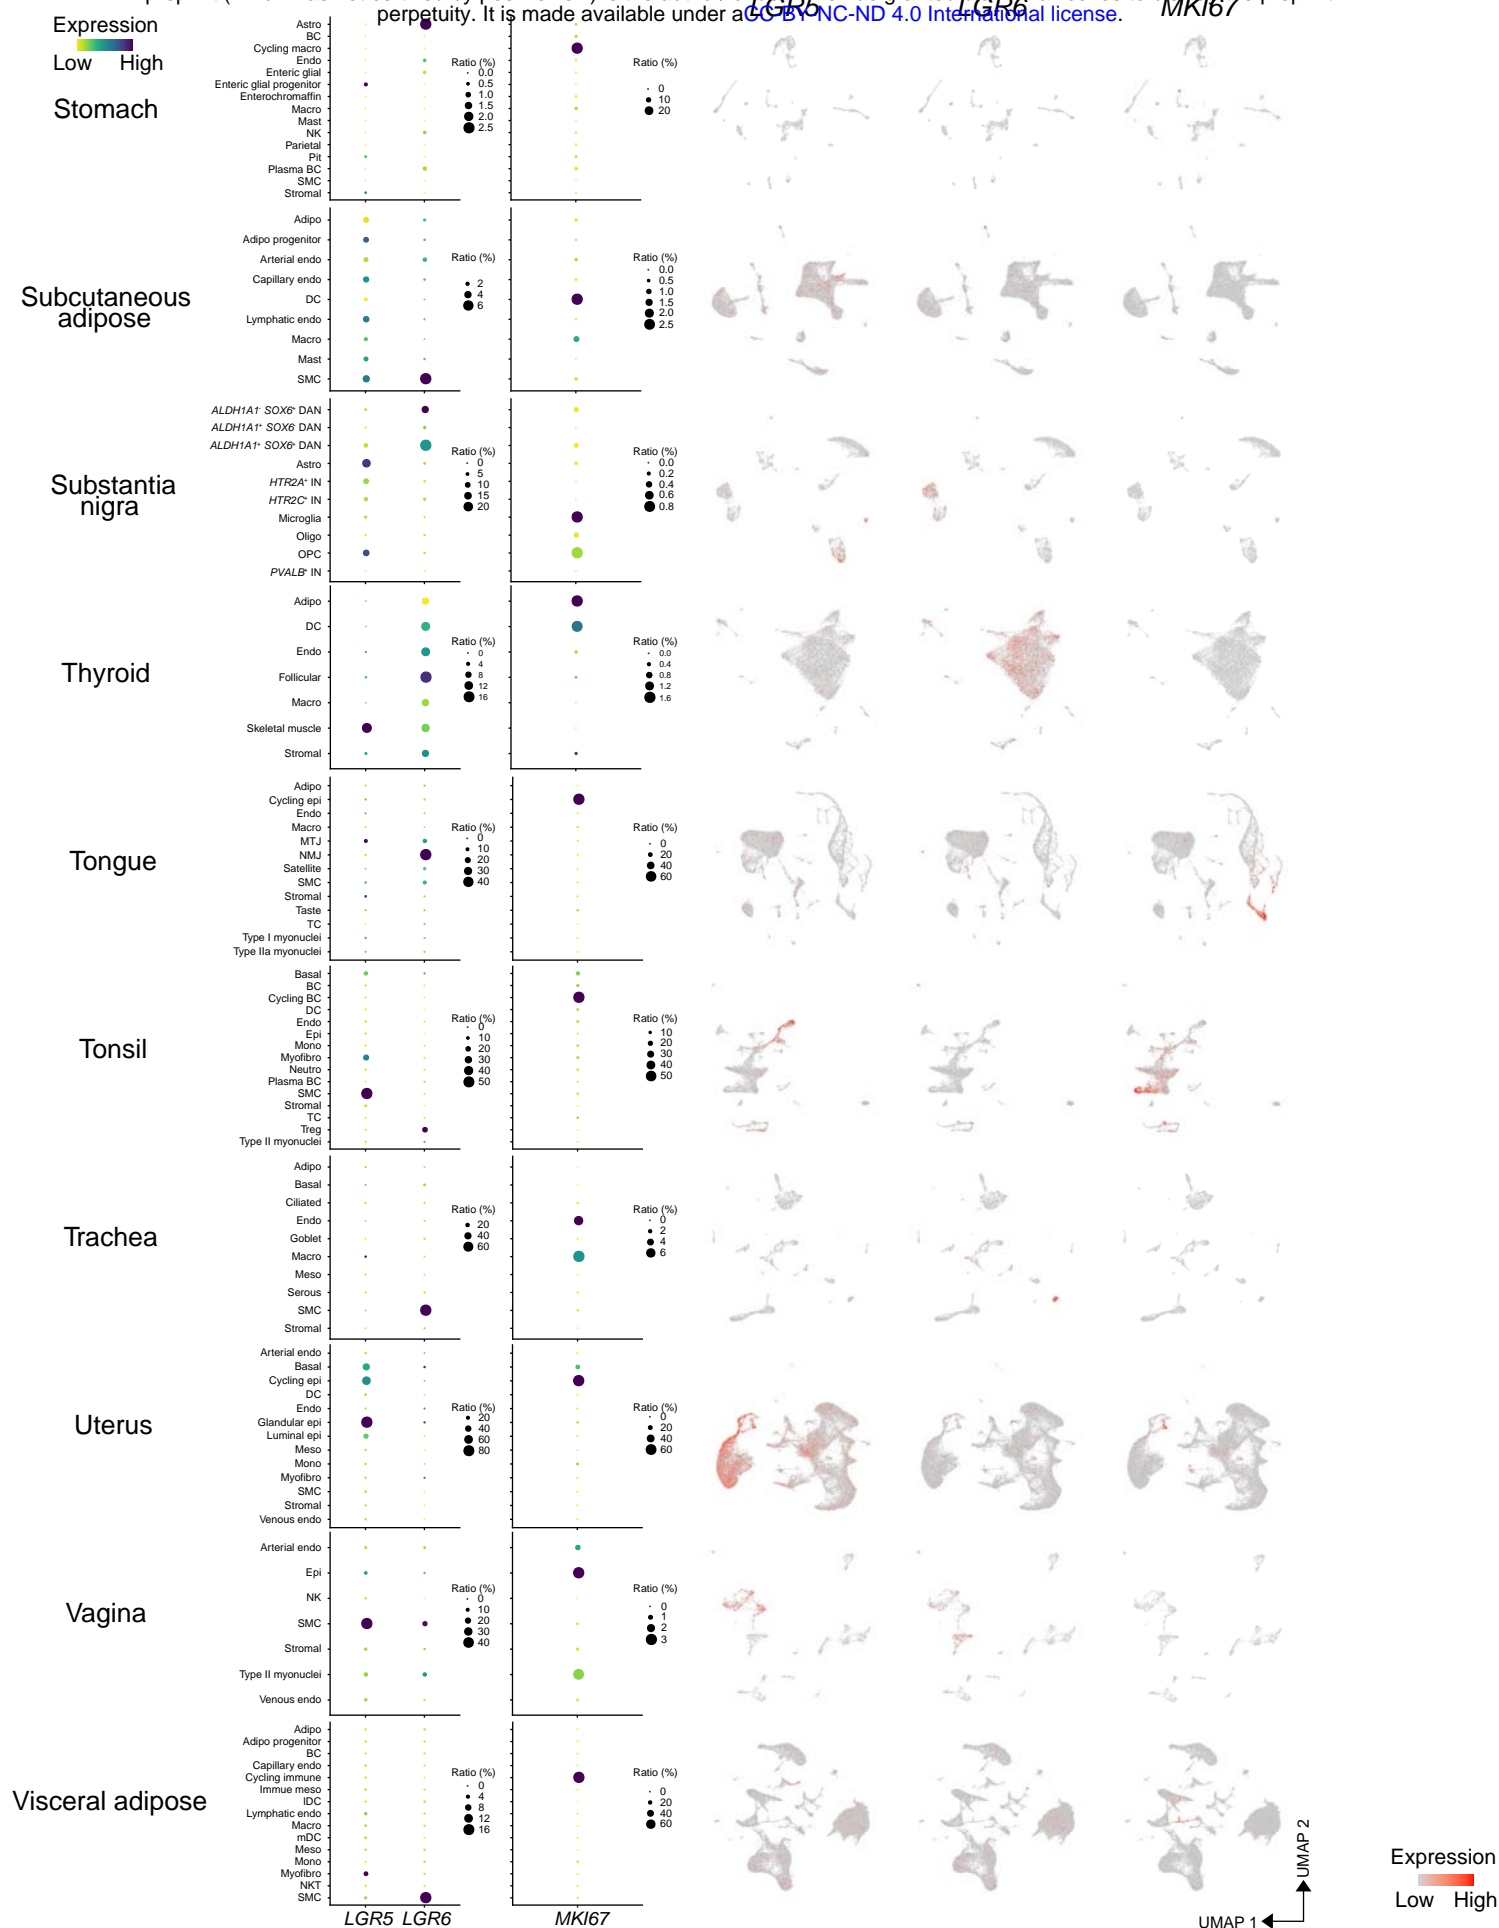 perpetuity. It is made available under a CC-BY-NC-ND 4.0 International license.
LGR5 LGR6 MKI67
Expression
Low High
Stomach
Astro
BC
Cycling macro
Endo
Enteric glial
Enteric glial progenitor
Enterochromaffin
Macro
Mast
NK
Parietal
Pit
Plasma BC
SMC
Stromal
Ratio (%)
0.0
0.5
1.0
1.5
2.0
2.5
Ratio (%)
0
10
20
Subcutaneous
adipose
Adipo
Adipo progenitor
Arterial endo
Capillary endo
DC
Lymphatic endo
Macro
Mast
SMC
Ratio (%)
2
4
6
Ratio (%)
0.0
0.5
1.0
1.5
2.0
2.5
Substantia
nigra
ALDH1A1⁻ SOX6⁺ DAN
ALDH1A1⁺ SOX6⁻ DAN
ALDH1A1⁺ SOX6⁺ DAN
Astro
HTR2A⁺ IN
HTR2C⁺ IN
Microglia
Oligo
OPC
PVALB⁺ IN
Ratio (%)
0
5
10
15
20
Ratio (%)
0.0
0.2
0.4
0.6
0.8
Thyroid
Adipo
DC
Endo
Follicular
Macro
Skeletal muscle
Stromal
Ratio (%)
0
4
8
12
16
Ratio (%)
0.0
0.4
0.8
1.2
1.6
Tongue
Adipo
Cycling epi
Endo
Macro
MTJ
NMJ
Satellite
SMC
Stromal
Taste
TC
Type I myonuclei
Type IIa myonuclei
Ratio (%)
0
10
20
30
40
Ratio (%)
0
20
40
60
Tonsil
Basal
BC
Cycling BC
DC
Endo
Epi
Mono
Myofibro
Neutro
Plasma BC
SMC
Stromal
TC
Treg
Type II myonuclei
Ratio (%)
0
10
20
30
40
50
Ratio (%)
10
20
30
40
50
Trachea
Adipo
Basal
Ciliated
Endo
Goblet
Macro
Meso
Serous
SMC
Stromal
Ratio (%)
20
40
60
Ratio (%)
0
2
4
6
Uterus
Arterial endo
Basal
Cycling epi
DC
Endo
Glandular epi
Luminal epi
Meso
Mono
Myofibro
SMC
Stromal
Venous endo
Ratio (%)
20
40
60
80
Ratio (%)
0
20
40
60
Vagina
Arterial endo
Epi
NK
SMC
Stromal
Type II myonuclei
Venous endo
Ratio (%)
0
10
20
30
40
Ratio (%)
0
1
2
3
Visceral adipose
Adipo
Adipo progenitor
BC
Capillary endo
Cycling immune
Immue meso
IDC
Lymphatic endo
Macro
mDC
Meso
Mono
Myofibro
NKT
SMC
Ratio (%)
0
4
8
12
16
Ratio (%)
0
20
40
60
LGR5 LGR6 MKI67
UMAP 2
UMAP 1
Expression
Low High